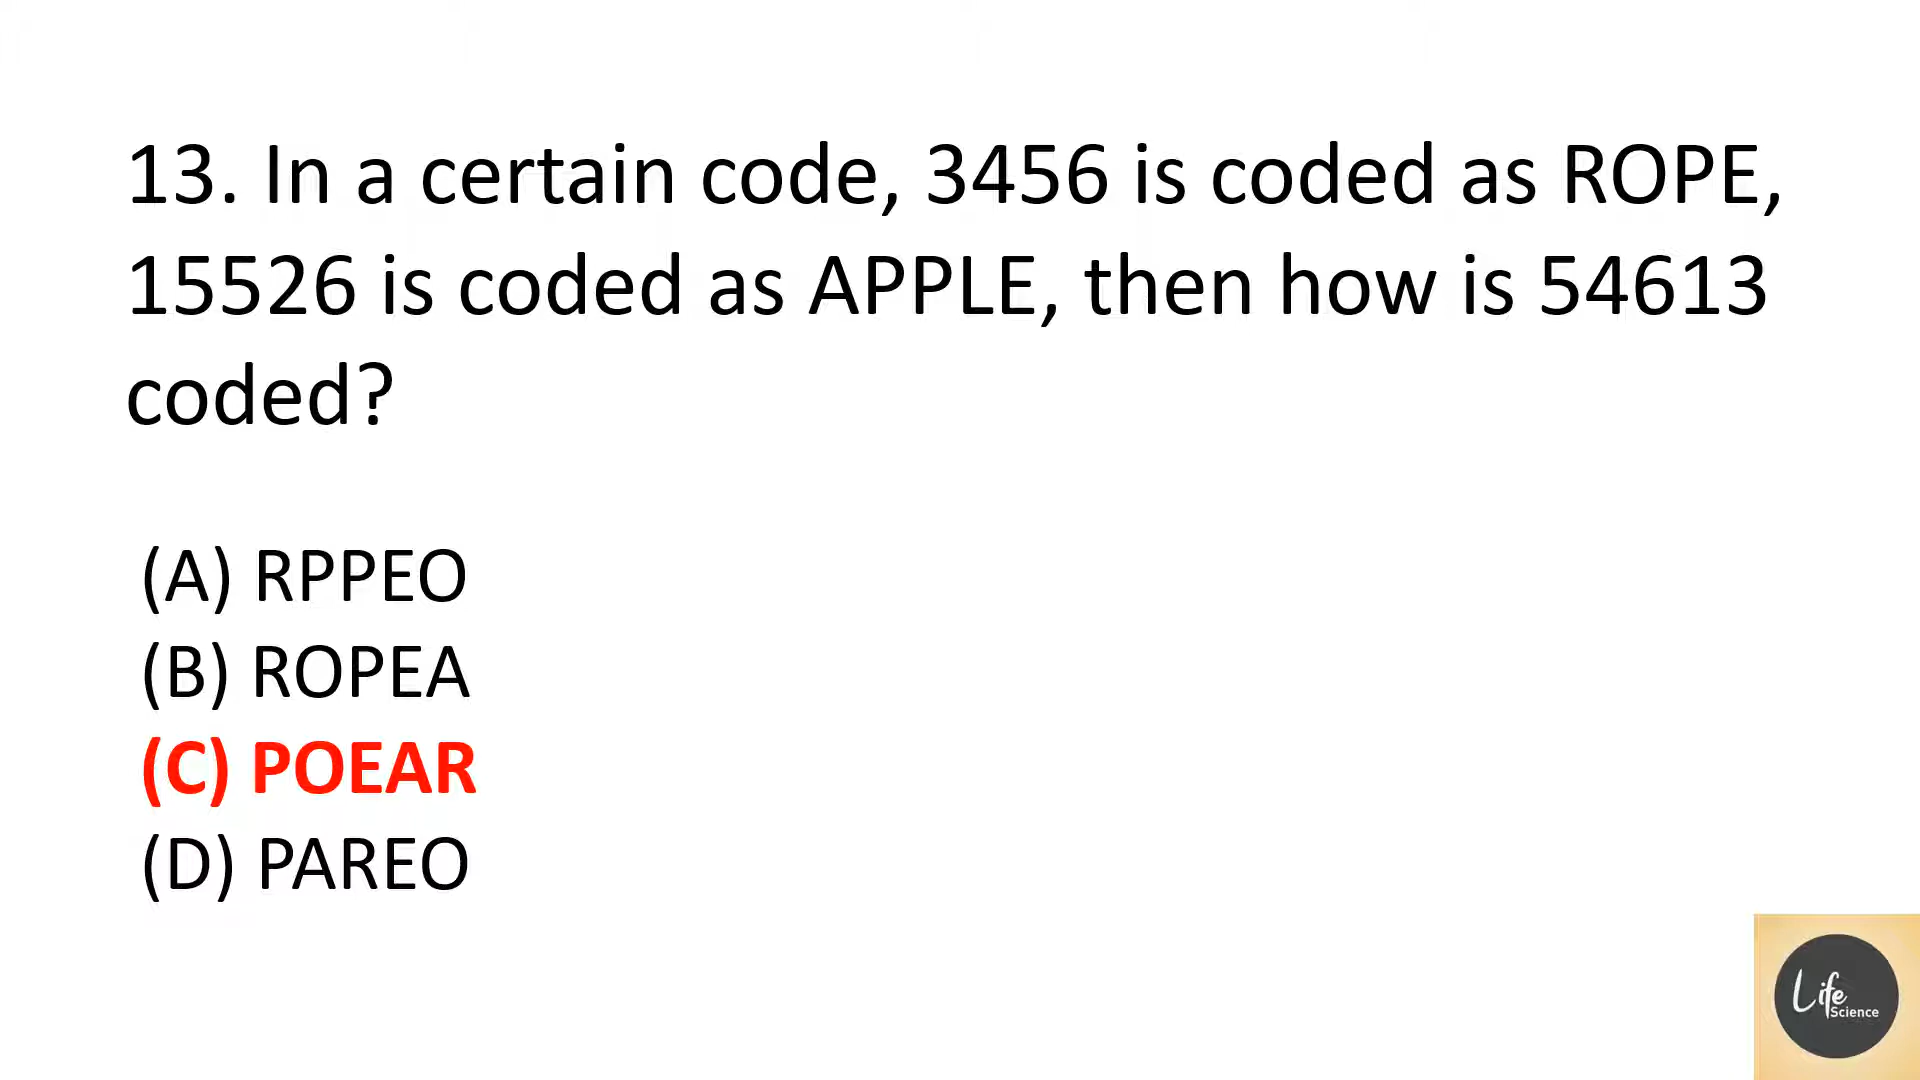 13. In a certain code, 3456 is coded as ROPE,
15526 is coded as APPLE, then how is 54613
coded?
(A) RPPEO
(B) ROPEA
(C) POEAR
(D) PAREO
Life
Science